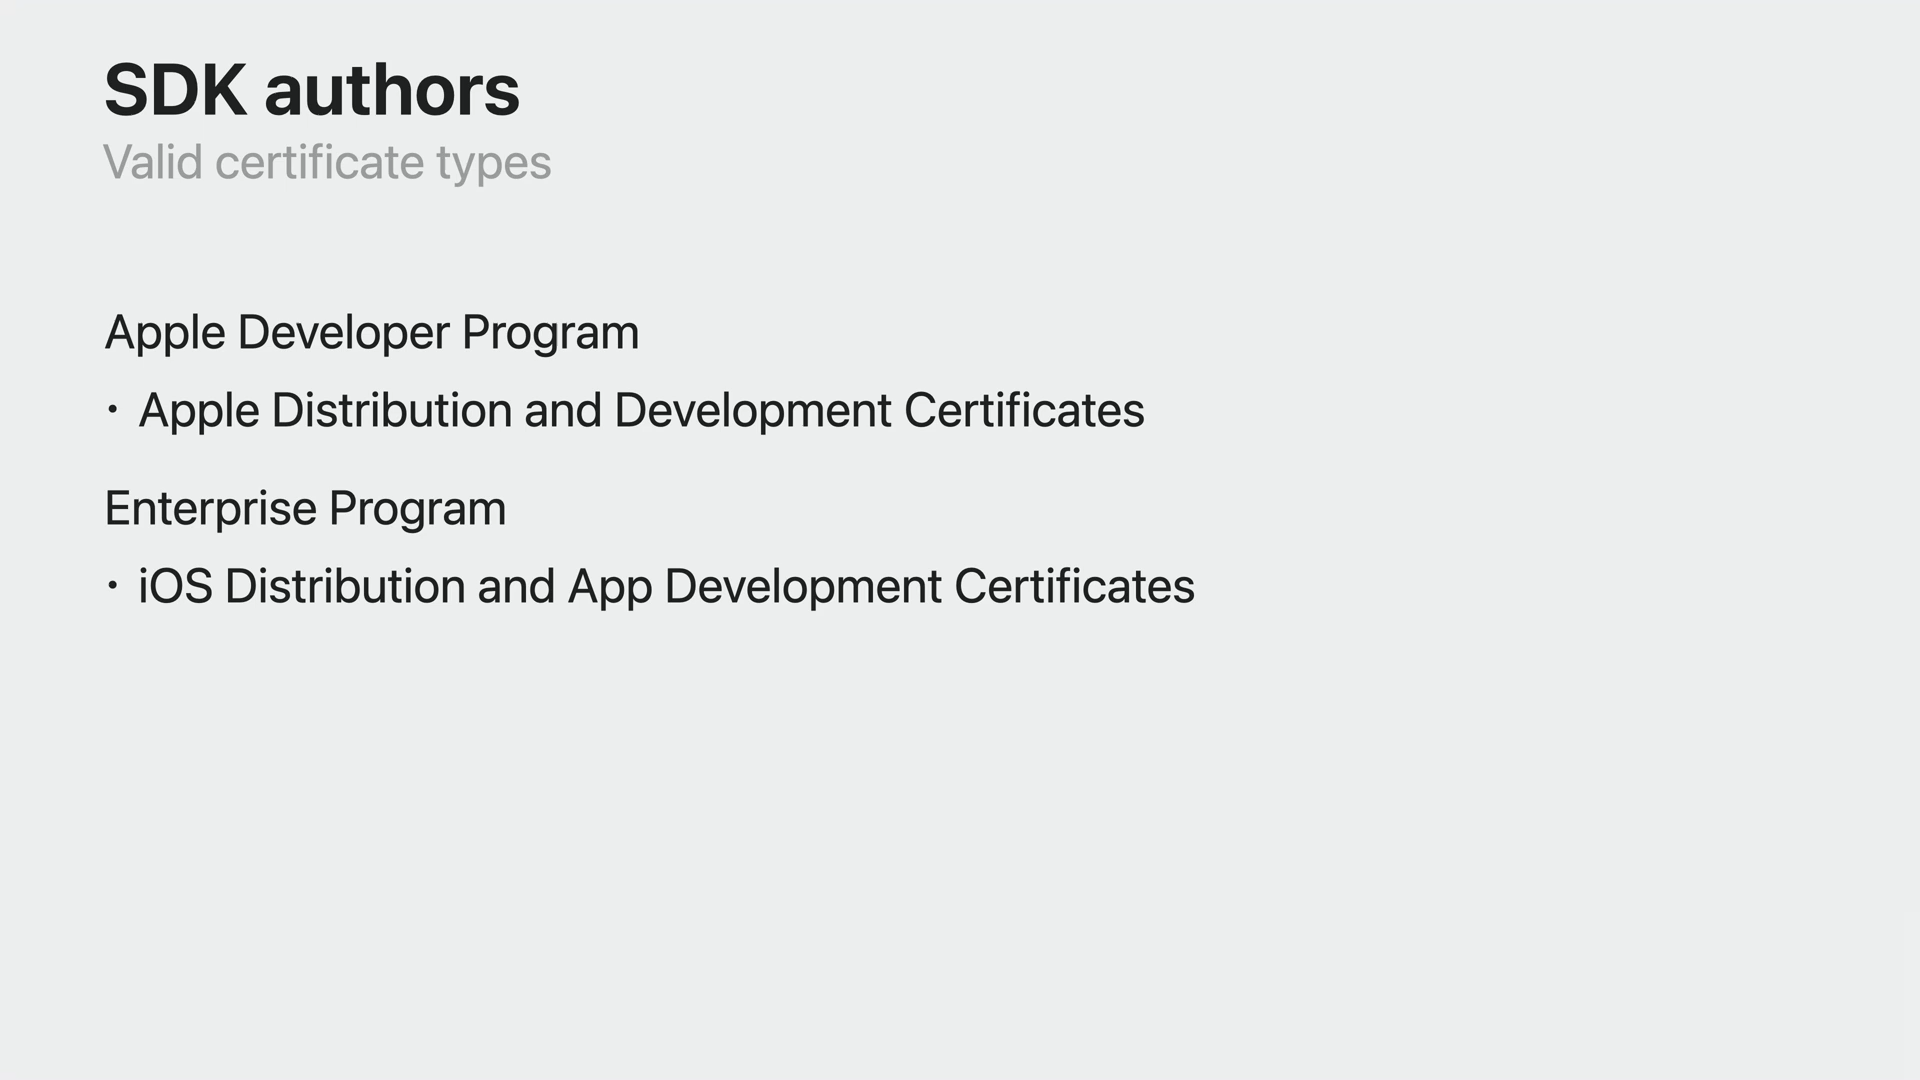 SDK authors
Valid certificate types
Apple Developer Program
• Apple Distribution and Development Certificates
Enterprise Program
• iOS Distribution and App Development Certificates